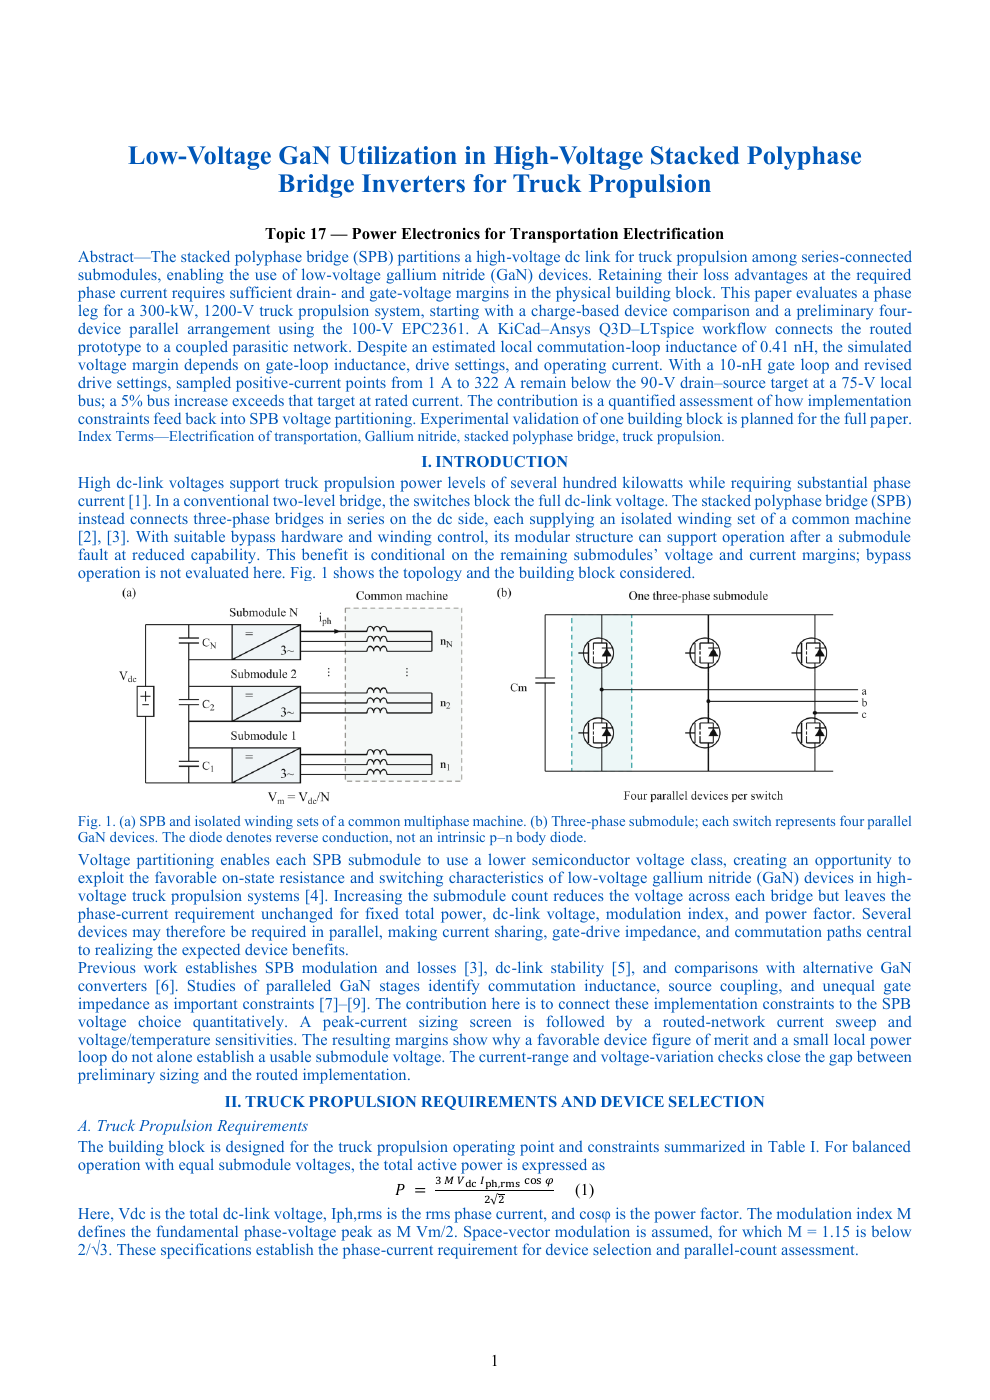 Low-Voltage GaN Utilization in High-Voltage Stacked Polyphase
Bridge Inverters for Truck Propulsion
Topic 17 — Power Electronics for Transportation Electrification
Abstract—The stacked polyphase bridge (SPB) partitions a high-voltage dc link for truck propulsion among series-connected
submodules, enabling the use of low-voltage gallium nitride (GaN) devices. Retaining their loss advantages at the required
phase current requires sufficient drain- and gate-voltage margins in the physical building block. This paper evaluates a phase
leg for a 300-kW, 1200-V truck propulsion system, starting with a charge-based device comparison and a preliminary four-
device parallel arrangement using the 100-V EPC2361. A KiCad–Ansys Q3D–LTspice workflow connects the routed
prototype to a coupled parasitic network. Despite an estimated local commutation-loop inductance of 0.41 nH, the simulated
voltage margin depends on gate-loop inductance, drive settings, and operating current. With a 10-nH gate loop and revised
drive settings, sampled positive-current points from 1 A to 322 A remain below the 90-V drain–source target at a 75-V local
bus; a 5% bus increase exceeds that target at rated current. The contribution is a quantified assessment of how implementation
constraints feed back into SPB voltage partitioning. Experimental validation of one building block is planned for the full paper.
Index Terms—Electrification of transportation, Gallium nitride, stacked polyphase bridge, truck propulsion.
I. INTRODUCTION
High dc-link voltages support truck propulsion power levels of several hundred kilowatts while requiring substantial phase
current [1]. In a conventional two-level bridge, the switches block the full dc-link voltage. The stacked polyphase bridge (SPB)
instead connects three-phase bridges in series on the dc side, each supplying an isolated winding set of a common machine
[2], [3]. With suitable bypass hardware and winding control, its modular structure can support operation after a submodule
fault at reduced capability. This benefit is conditional on the remaining submodules’ voltage and current margins; bypass
operation is not evaluated here. Fig. 1 shows the topology and the building block considered.
(a)
Common machine
Submodule N
iph
CN
=
3~
nN
Vdc
Submodule 2
⋮
⋮
C2
=
3~
n2
Submodule 1
C1
=
3~
n1
Vm = Vdc/N
(b)
One three-phase submodule
Cm
a
b
c
Four parallel devices per switch
Fig. 1. (a) SPB and isolated winding sets of a common multiphase machine. (b) Three-phase submodule; each switch represents four parallel
GaN devices. The diode denotes reverse conduction, not an intrinsic p–n body diode.
Voltage partitioning enables each SPB submodule to use a lower semiconductor voltage class, creating an opportunity to
exploit the favorable on-state resistance and switching characteristics of low-voltage gallium nitride (GaN) devices in high-
voltage truck propulsion systems [4]. Increasing the submodule count reduces the voltage across each bridge but leaves the
phase-current requirement unchanged for fixed total power, dc-link voltage, modulation index, and power factor. Several
devices may therefore be required in parallel, making current sharing, gate-drive impedance, and commutation paths central
to realizing the expected device benefits.
Previous work establishes SPB modulation and losses [3], dc-link stability [5], and comparisons with alternative GaN
converters [6]. Studies of paralleled GaN stages identify commutation inductance, source coupling, and unequal gate
impedance as important constraints [7]–[9]. The contribution here is to connect these implementation constraints to the SPB
voltage choice quantitatively. A peak-current sizing screen is followed by a routed-network current sweep and
voltage/temperature sensitivities. The resulting margins show why a favorable device figure of merit and a small local power
loop do not alone establish a usable submodule voltage. The current-range and voltage-variation checks close the gap between
preliminary sizing and the routed implementation.
II. TRUCK PROPULSION REQUIREMENTS AND DEVICE SELECTION
A. Truck Propulsion Requirements
The building block is designed for the truck propulsion operating point and constraints summarized in Table I. For balanced
operation with equal submodule voltages, the total active power is expressed as
P = 3 M Vdc Iph,rms cos φ / 2√2 (1)
Here, Vdc is the total dc-link voltage, Iph,rms is the rms phase current, and cosφ is the power factor. The modulation index M
defines the fundamental phase-voltage peak as M Vm/2. Space-vector modulation is assumed, for which M = 1.15 is below
2/√3. These specifications establish the phase-current requirement for device selection and parallel-count assessment.
1